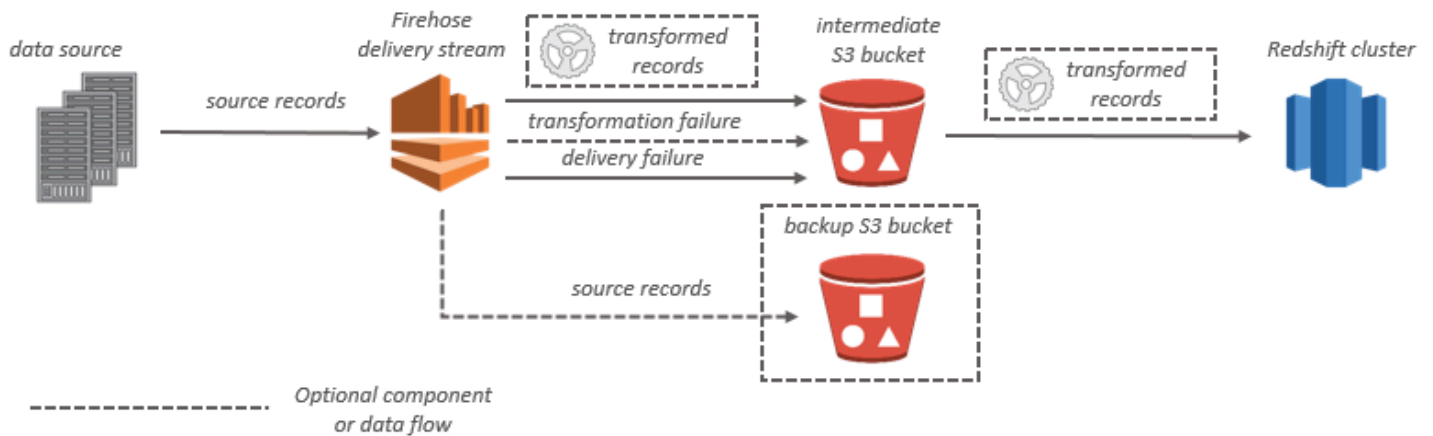 data source
source records
Firehose
delivery stream
transformed
records
transformation failure
delivery failure
intermediate
S3 bucket
transformed
records
Redshift cluster
backup S3 bucket
source records
Optional component
or data flow